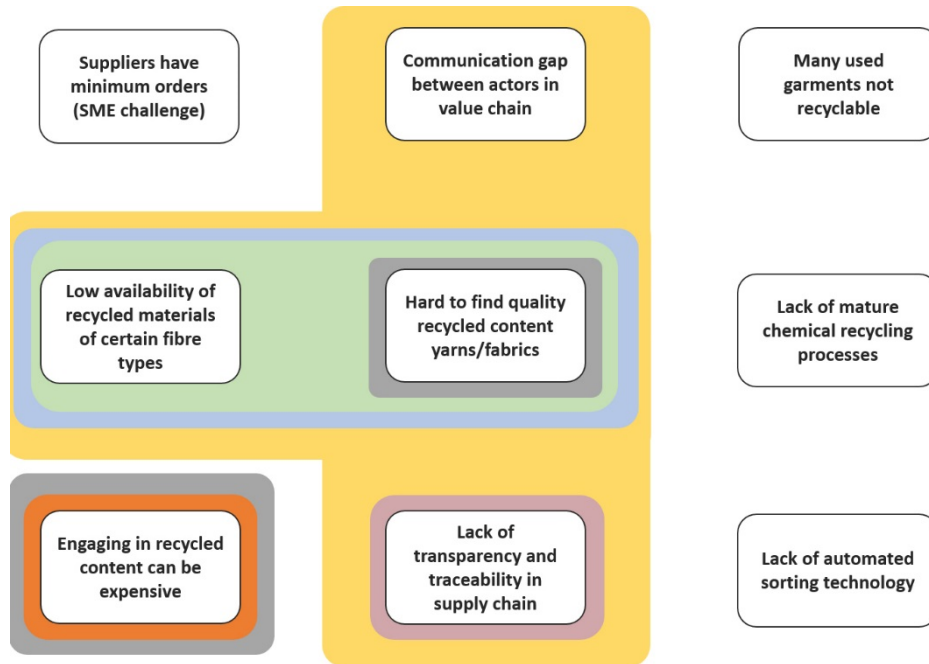 Suppliers have
minimum orders
(SME challenge)
Communication gap
between actors in
value chain
Many used
garments not
recyclable
Low availability of
recycled materials
of certain fibre
types
Hard to find quality
recycled content
yarns/fabrics
Lack of mature
chemical recycling
processes
Engaging in recycled
content can be
expensive
Lack of
transparency and
traceability in
supply chain
Lack of automated
sorting technology